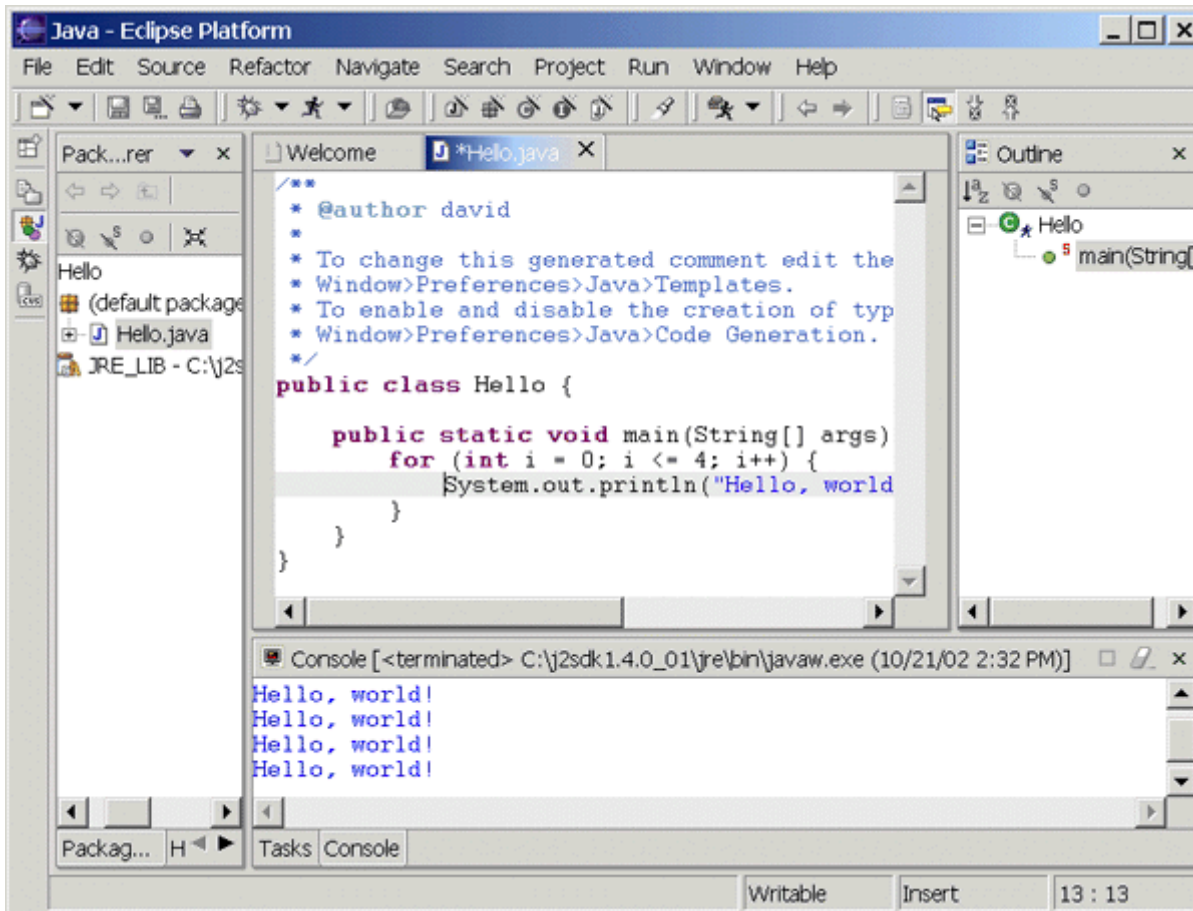 Java - Eclipse Platform
File Edit Source Refactor Navigate Search Project Run Window Help
Pack...rer
Hello
(default package
Hello.java
JRE_LIB - C:\j2s
Packag... H
Welcome *Hello.java
/**
* @author david
*
* To change this generated comment edit the
* Window>Preferences>Java>Templates.
* To enable and disable the creation of typ
* Window>Preferences>Java>Code Generation.
*/
public class Hello {
public static void main(String[] args)
for (int i = 0; i <= 4; i++) {
System.out.println("Hello, world
}
}
}
Outline
Hello
main(String[
Console [<terminated> C:\j2sdk1.4.0_01\jre\bin\javaw.exe (10/21/02 2:32 PM)]
Hello, world!
Hello, world!
Hello, world!
Hello, world!
Tasks Console
Writable Insert 13 : 13